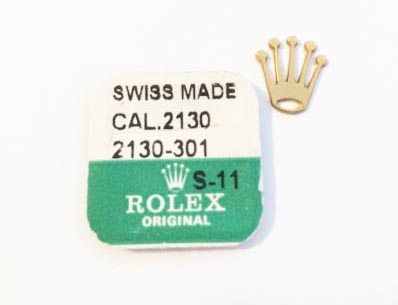 SWISS MADE
CAL.2130
2130-301
S-11
ROLEX
ORIGINAL